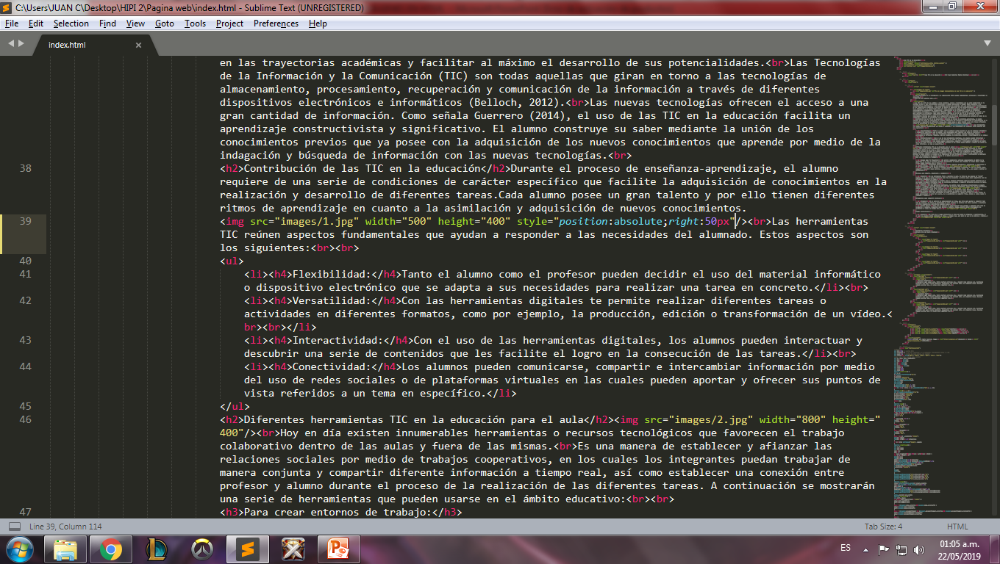 C:\Users\JUAN C\Desktop\HIPI 2\Pagina web\index.html - Sublime Text (UNREGISTERED)
File Edit Selection Find View Goto Tools Project Preferences Help
index.html
en las trayectorias académicas y facilitar al máximo el desarrollo de sus potencialidades.<br>Las Tecnologías
de la Información y la Comunicación (TIC) son todas aquellas que giran en torno a las tecnologías de
almacenamiento, procesamiento, recuperación y comunicación de la información a través de diferentes
dispositivos electrónicos e informáticos (Belloch, 2012).<br>Las nuevas tecnologías ofrecen el acceso a una
gran cantidad de información. Como señala Guerrero (2014), el uso de las TIC en la educación facilita un
aprendizaje constructivista y significativo. El alumno construye su saber mediante la unión de los
conocimientos previos que ya posee con la adquisición de los nuevos conocimientos que aprende por medio de la
indagación y búsqueda de información con las nuevas tecnologías.<br>
38 <h2>Contribución de las TIC en la educación</h2>Durante el proceso de enseñanza-aprendizaje, el alumno
requiere de una serie de condiciones de carácter específico que facilite la adquisición de conocimientos en la
realización y desarrollo de diferentes tareas.Cada alumno posee un gran talento y por ello tienen diferentes
ritmos de aprendizaje en cuanto a la asimilación y adquisición de nuevos conocimientos.
39 <img src="images/1.jpg" width="500" height="400" style="position:absolute;right:50px"/><br>Las herramientas
TIC reúnen aspectos fundamentales que ayudan a responder a las necesidades del alumnado. Estos aspectos son
los siguientes:<br><br>
40 <ul>
41 <li><h4>Flexibilidad:</h4>Tanto el alumno como el profesor pueden decidir el uso del material informático
o dispositivo electrónico que se adapta a sus necesidades para realizar una tarea en concreto.</li><br>
42 <li><h4>Versatilidad:</h4>Con las herramientas digitales te permite realizar diferentes tareas o
actividades en diferentes formatos, como por ejemplo, la producción, edición o transformación de un vídeo.<
br><br></li>
43 <li><h4>Interactividad:</h4>Con el uso de las herramientas digitales, los alumnos pueden interactuar y
descubrir una serie de contenidos que les facilite el logro en la consecución de las tareas.</li><br>
44 <li><h4>Conectividad:</h4>Los alumnos pueden comunicarse, compartir e intercambiar información por medio
del uso de redes sociales o de plataformas virtuales en las cuales pueden aportar y ofrecer sus puntos de
vista referidos a un tema en específico.</li>
45 </ul>
46 <h2>Diferentes herramientas TIC en la educación para el aula</h2><img src="images/2.jpg" width="800" height="
400"/><br>Hoy en día existen innumerables herramientas o recursos tecnológicos que favorecen el trabajo
colaborativo dentro de las aulas y fuera de las mismas.<br>Es una manera de establecer y afianzar las
relaciones sociales por medio de trabajos cooperativos, en los cuales los integrantes puedan trabajar de
manera conjunta y compartir diferente información a tiempo real, así como establecer una conexión entre
profesor y alumno durante el proceso de la realización de las diferentes tareas. A continuación se mostrarán
una serie de herramientas que pueden usarse en el ámbito educativo:<br><br>
47 <h3>Para crear entornos de trabajo:</h3>
Line 39, Column 114 Tab Size: 4 HTML
ES 01:05 a.m.
22/05/2019